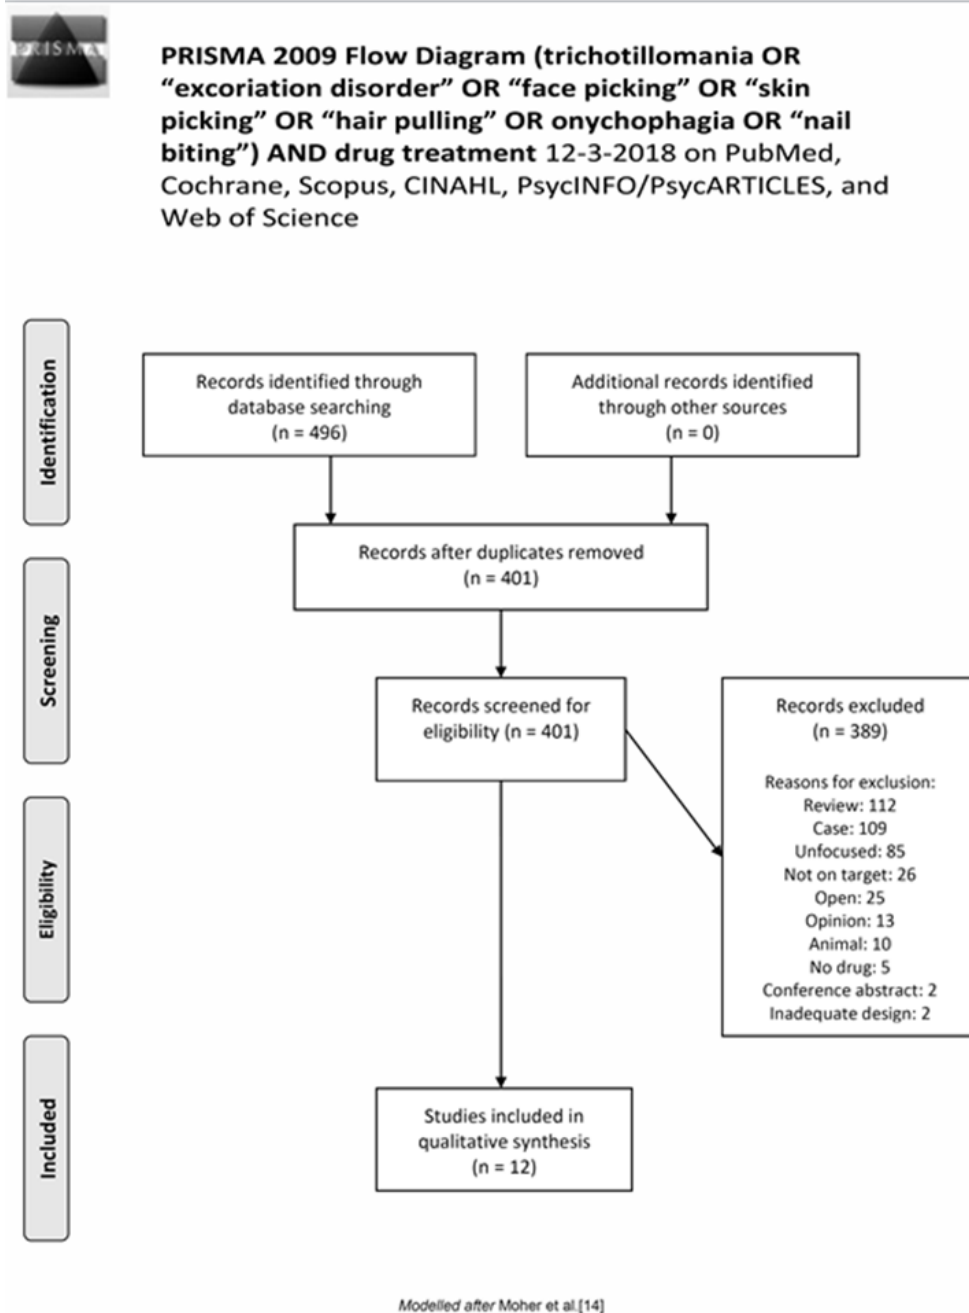 PRISMA
PRISMA 2009 Flow Diagram (trichotillomania OR
“excoriation disorder” OR “face picking” OR “skin
picking” OR “hair pulling” OR onychophagia OR “nail
biting”) AND drug treatment 12-3-2018 on PubMed,
Cochrane, Scopus, CINAHL, PsycINFO/PsycARTICLES, and
Web of Science
Identification
Records identified through
database searching
(n = 496)
Additional records identified
through other sources
(n = 0)
Records after duplicates removed
(n = 401)
Screening
Records screened for
eligibility (n = 401)
Records excluded
(n = 389)
Reasons for exclusion:
Review: 112
Case: 109
Unfocused: 85
Not on target: 26
Open: 25
Opinion: 13
Animal: 10
No drug: 5
Conference abstract: 2
Inadequate design: 2
Eligibility
Included
Studies included in
qualitative synthesis
(n = 12)
Modelled after Moher et al.[14]